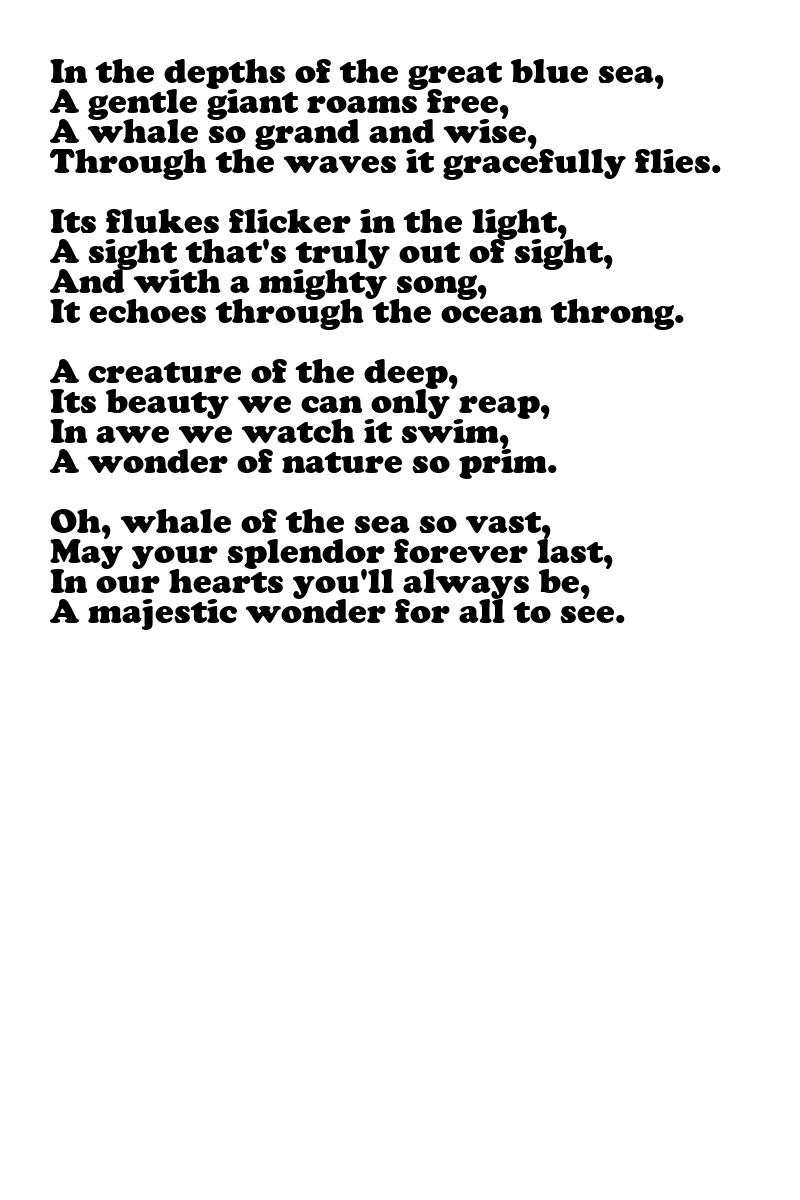 In the depths of the great blue sea,
A gentle giant roams free,
A whale so grand and wise,
Through the waves it gracefully flies.

Its flukes flicker in the light,
A sight that's truly out of sight,
And with a mighty song,
It echoes through the ocean throng.

A creature of the deep,
Its beauty we can only reap,
In awe we watch it swim,
A wonder of nature so prim.

Oh, whale of the sea so vast,
May your splendor forever last,
In our hearts you'll always be,
A majestic wonder for all to see.